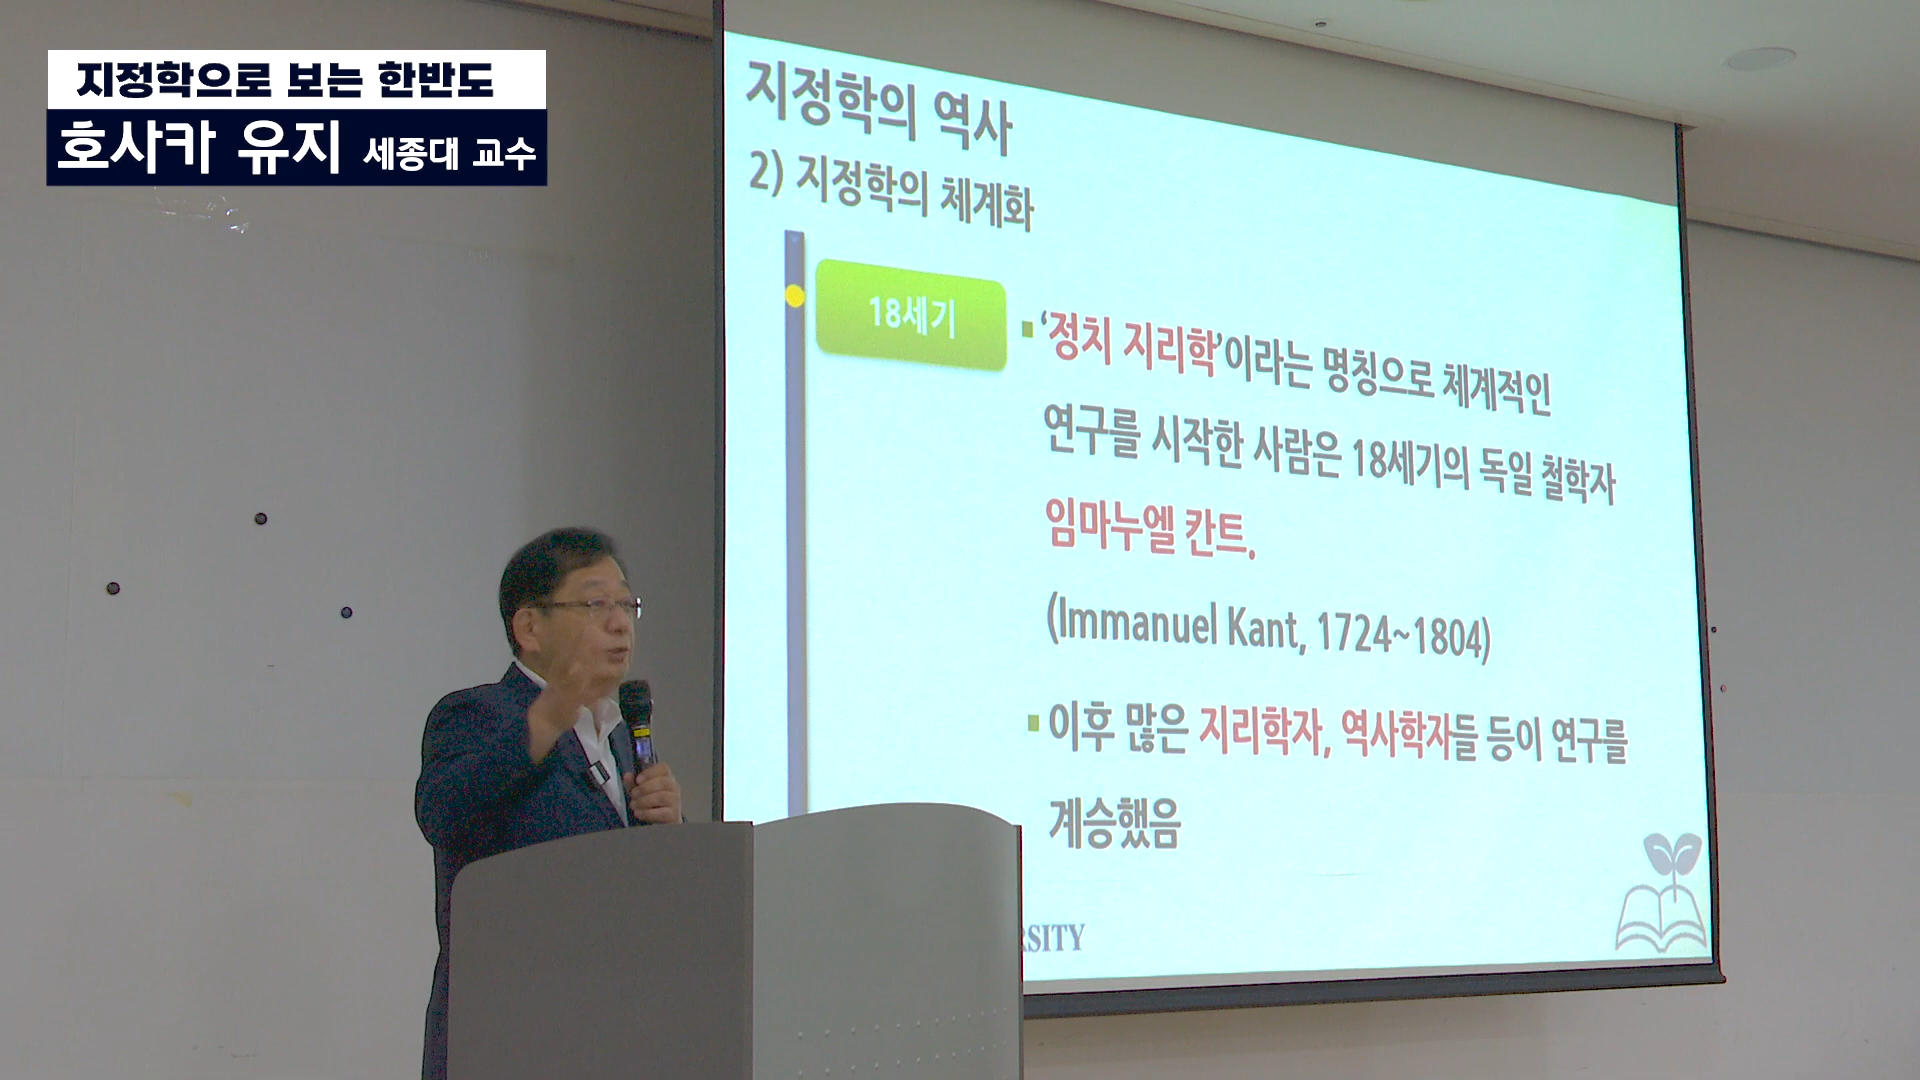 지정학으로 보는 한반도
호사카 유지 세종대 교수
지정학의 역사
2) 지정학의 체계화
18세기
▪‘정치 지리학’이라는 명칭으로 체계적인
연구를 시작한 사람은 18세기의 독일 철학자
임마누엘 칸트.
(Immanuel Kant, 1724~1804)
▪이후 많은 지리학자, 역사학자들 등이 연구를
계승했음
RSITY